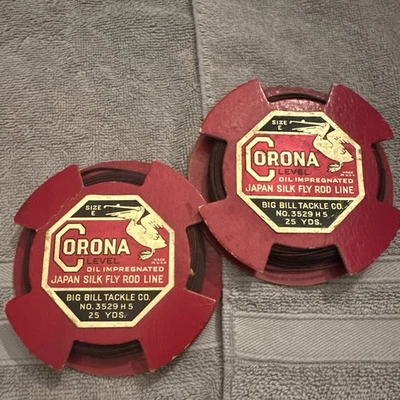 SIZE
E
CORONA
LEVEL
MADE
IN U.S.A.
OIL IMPREGNATED
JAPAN SILK FLY ROD LINE
BIG BILL TACKLE CO.
NO. 3529 H 5
25 YDS.
SIZE
E
CORONA
LEVEL
MADE
IN U.S.A.
OIL IMPREGNATED
JAPAN SILK FLY ROD LINE
BIG BILL TACKLE CO.
NO. 3529 H 5
25 YDS.